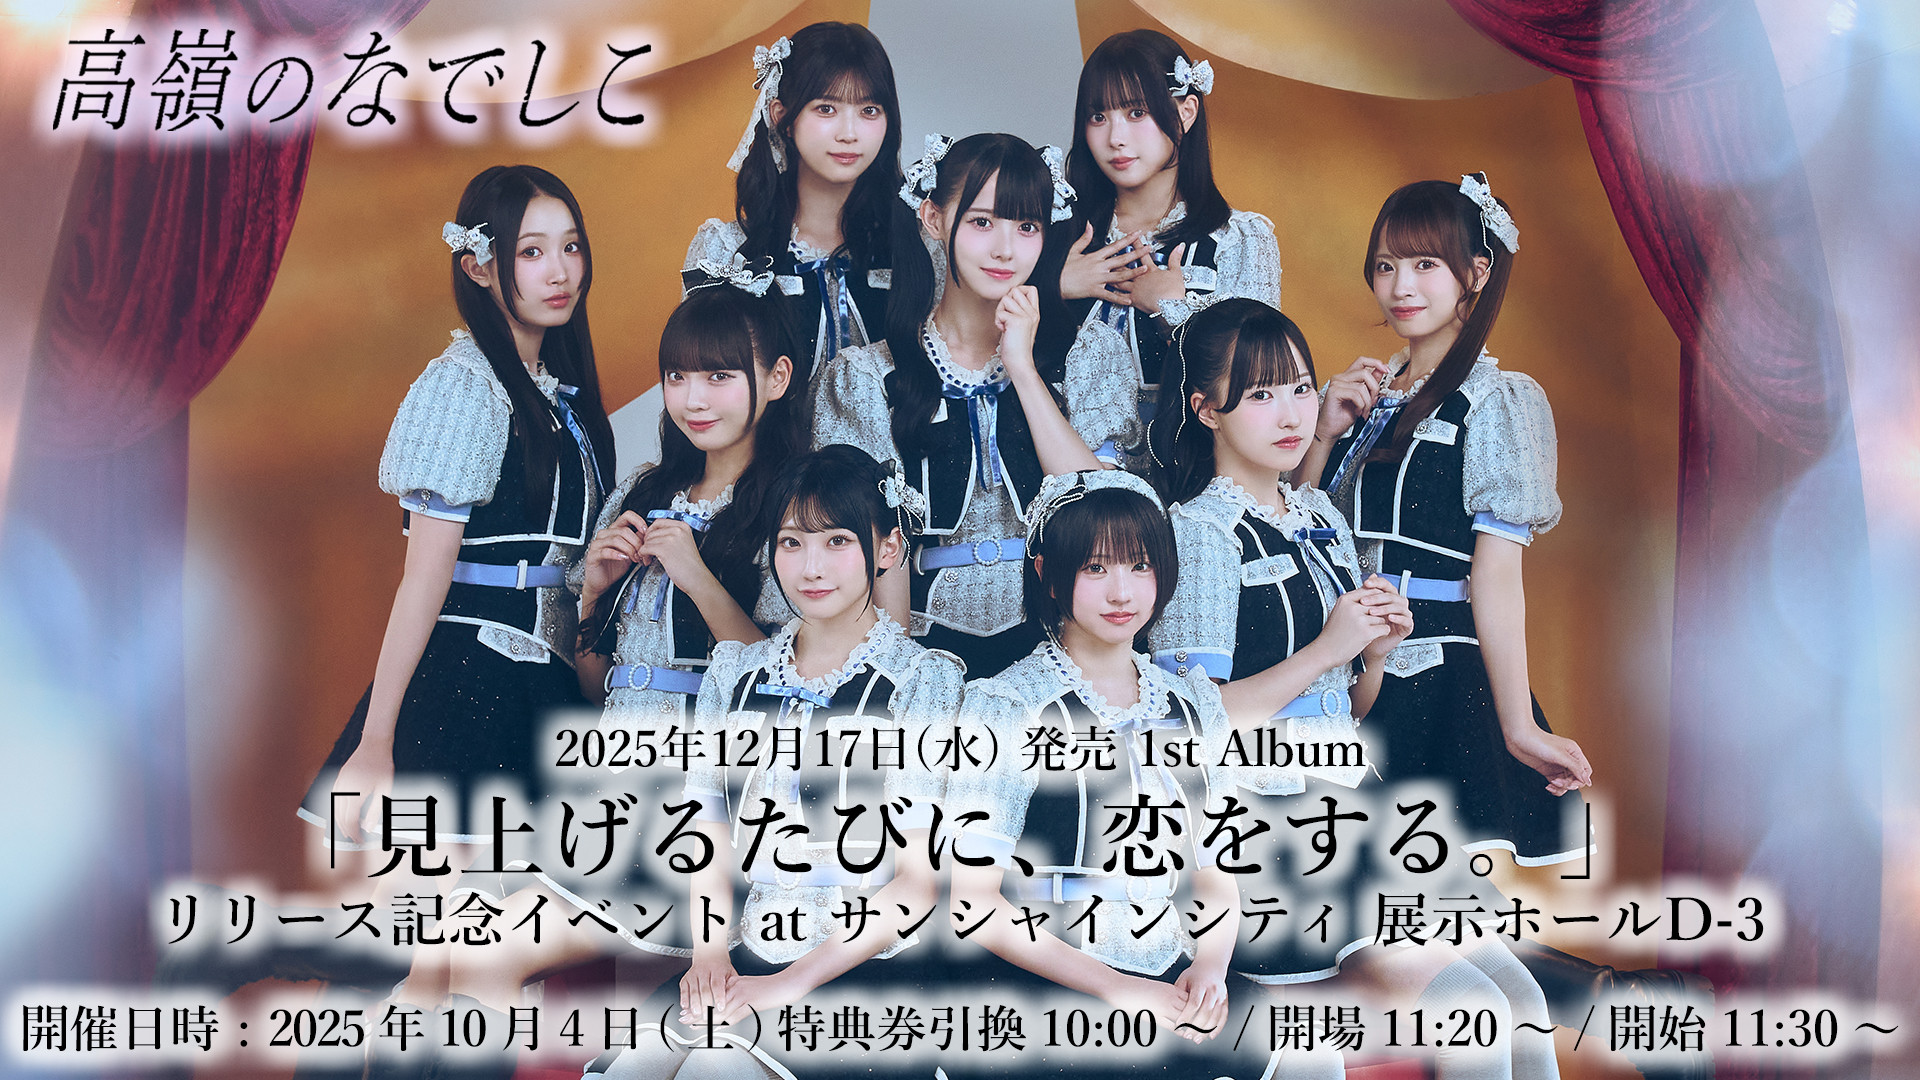 高嶺のなでしこ
2025年12月17日(水) 発売 1st Album
「見上げるたびに、恋をする。」
リリース記念イベント at サンシャインシティ 展示ホールD-3
開催日時 : 2025 年 10 月 4 日 ( 土 ) 特典券引換 10:00 〜 / 開場 11:20 〜 / 開始 11:30 〜